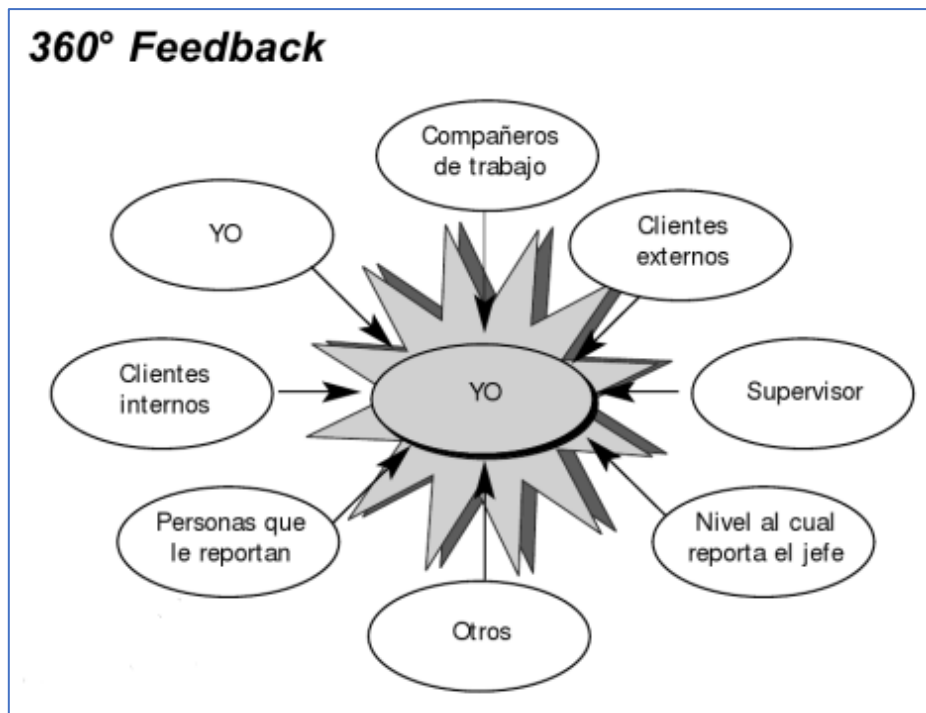 360° Feedback
Compañeros
de trabajo
YO
Clientes
externos
Clientes
internos
YO
Supervisor
Personas que
le reportan
Nivel al cual
reporta el jefe
Otros